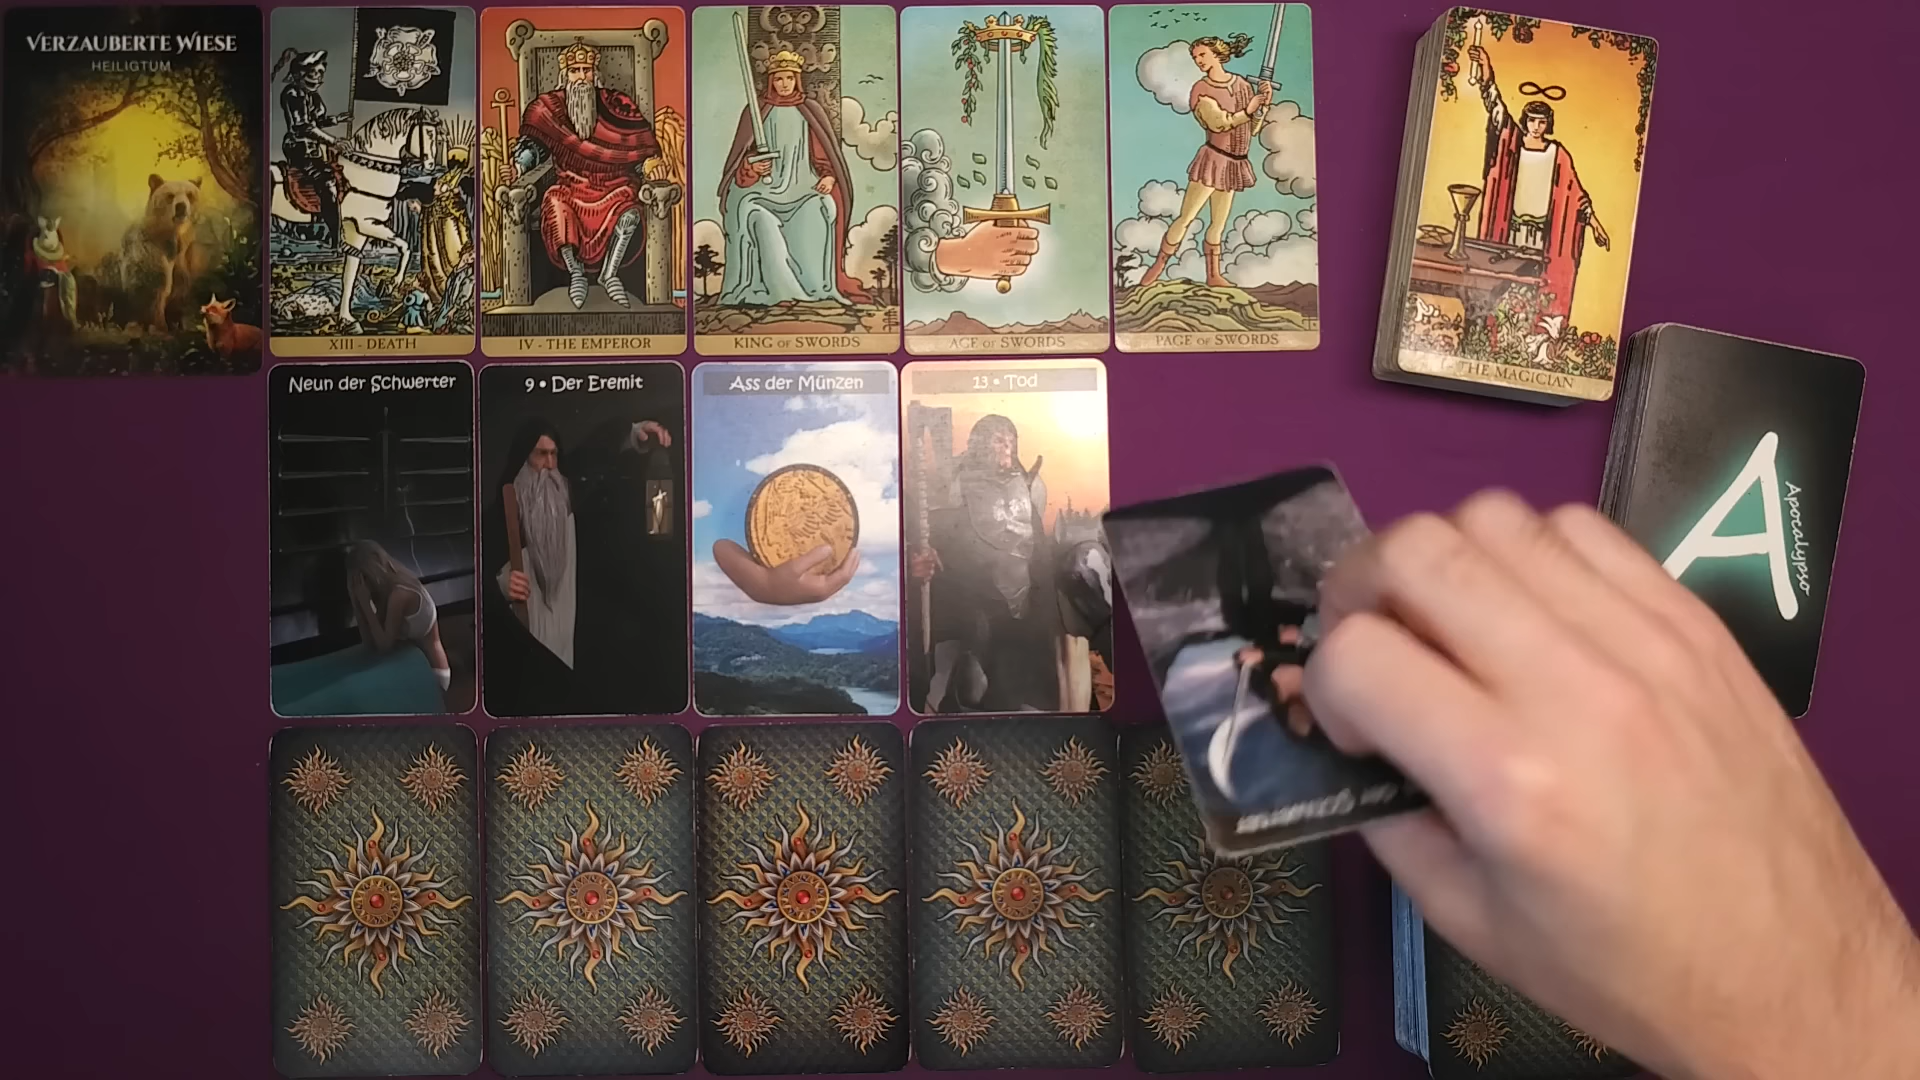 VERZAUBERTE WIESE
HEILIGTUM
XIII - DEATH
IV - THE EMPEROR
KING OF SWORDS
ACE OF SWORDS
PAGE OF SWORDS
THE MAGICIAN
Neun der Schwerter
9 • Der Eremit
Ass der Münzen
13 • Tod
A
Apocalypso